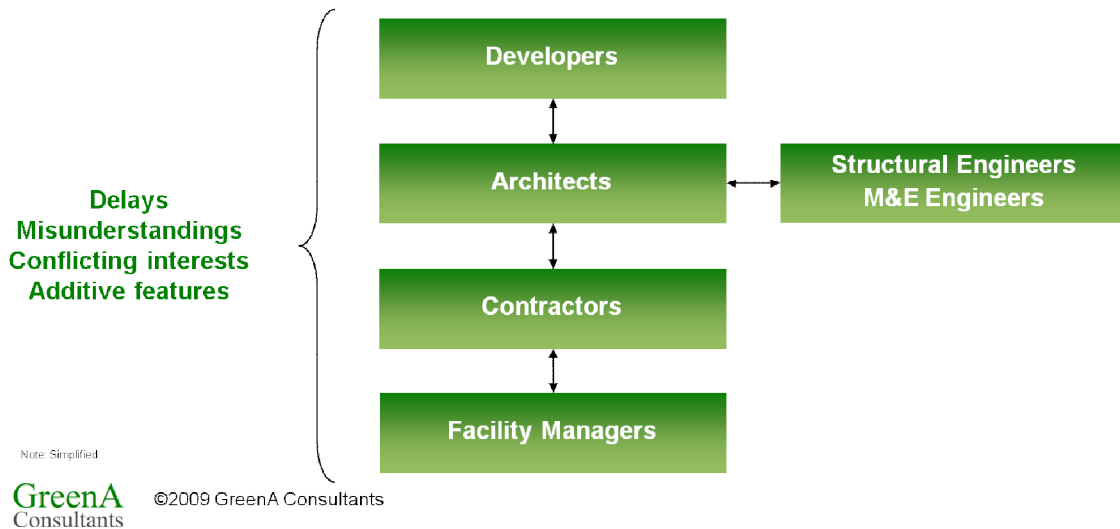 Developers
Architects
Structural Engineers
M&E Engineers
Delays
Misunderstandings
Conflicting interests
Additive features
Contractors
Facility Managers
Note: Simplified
GreenA
Consultants
©2009 GreenA Consultants